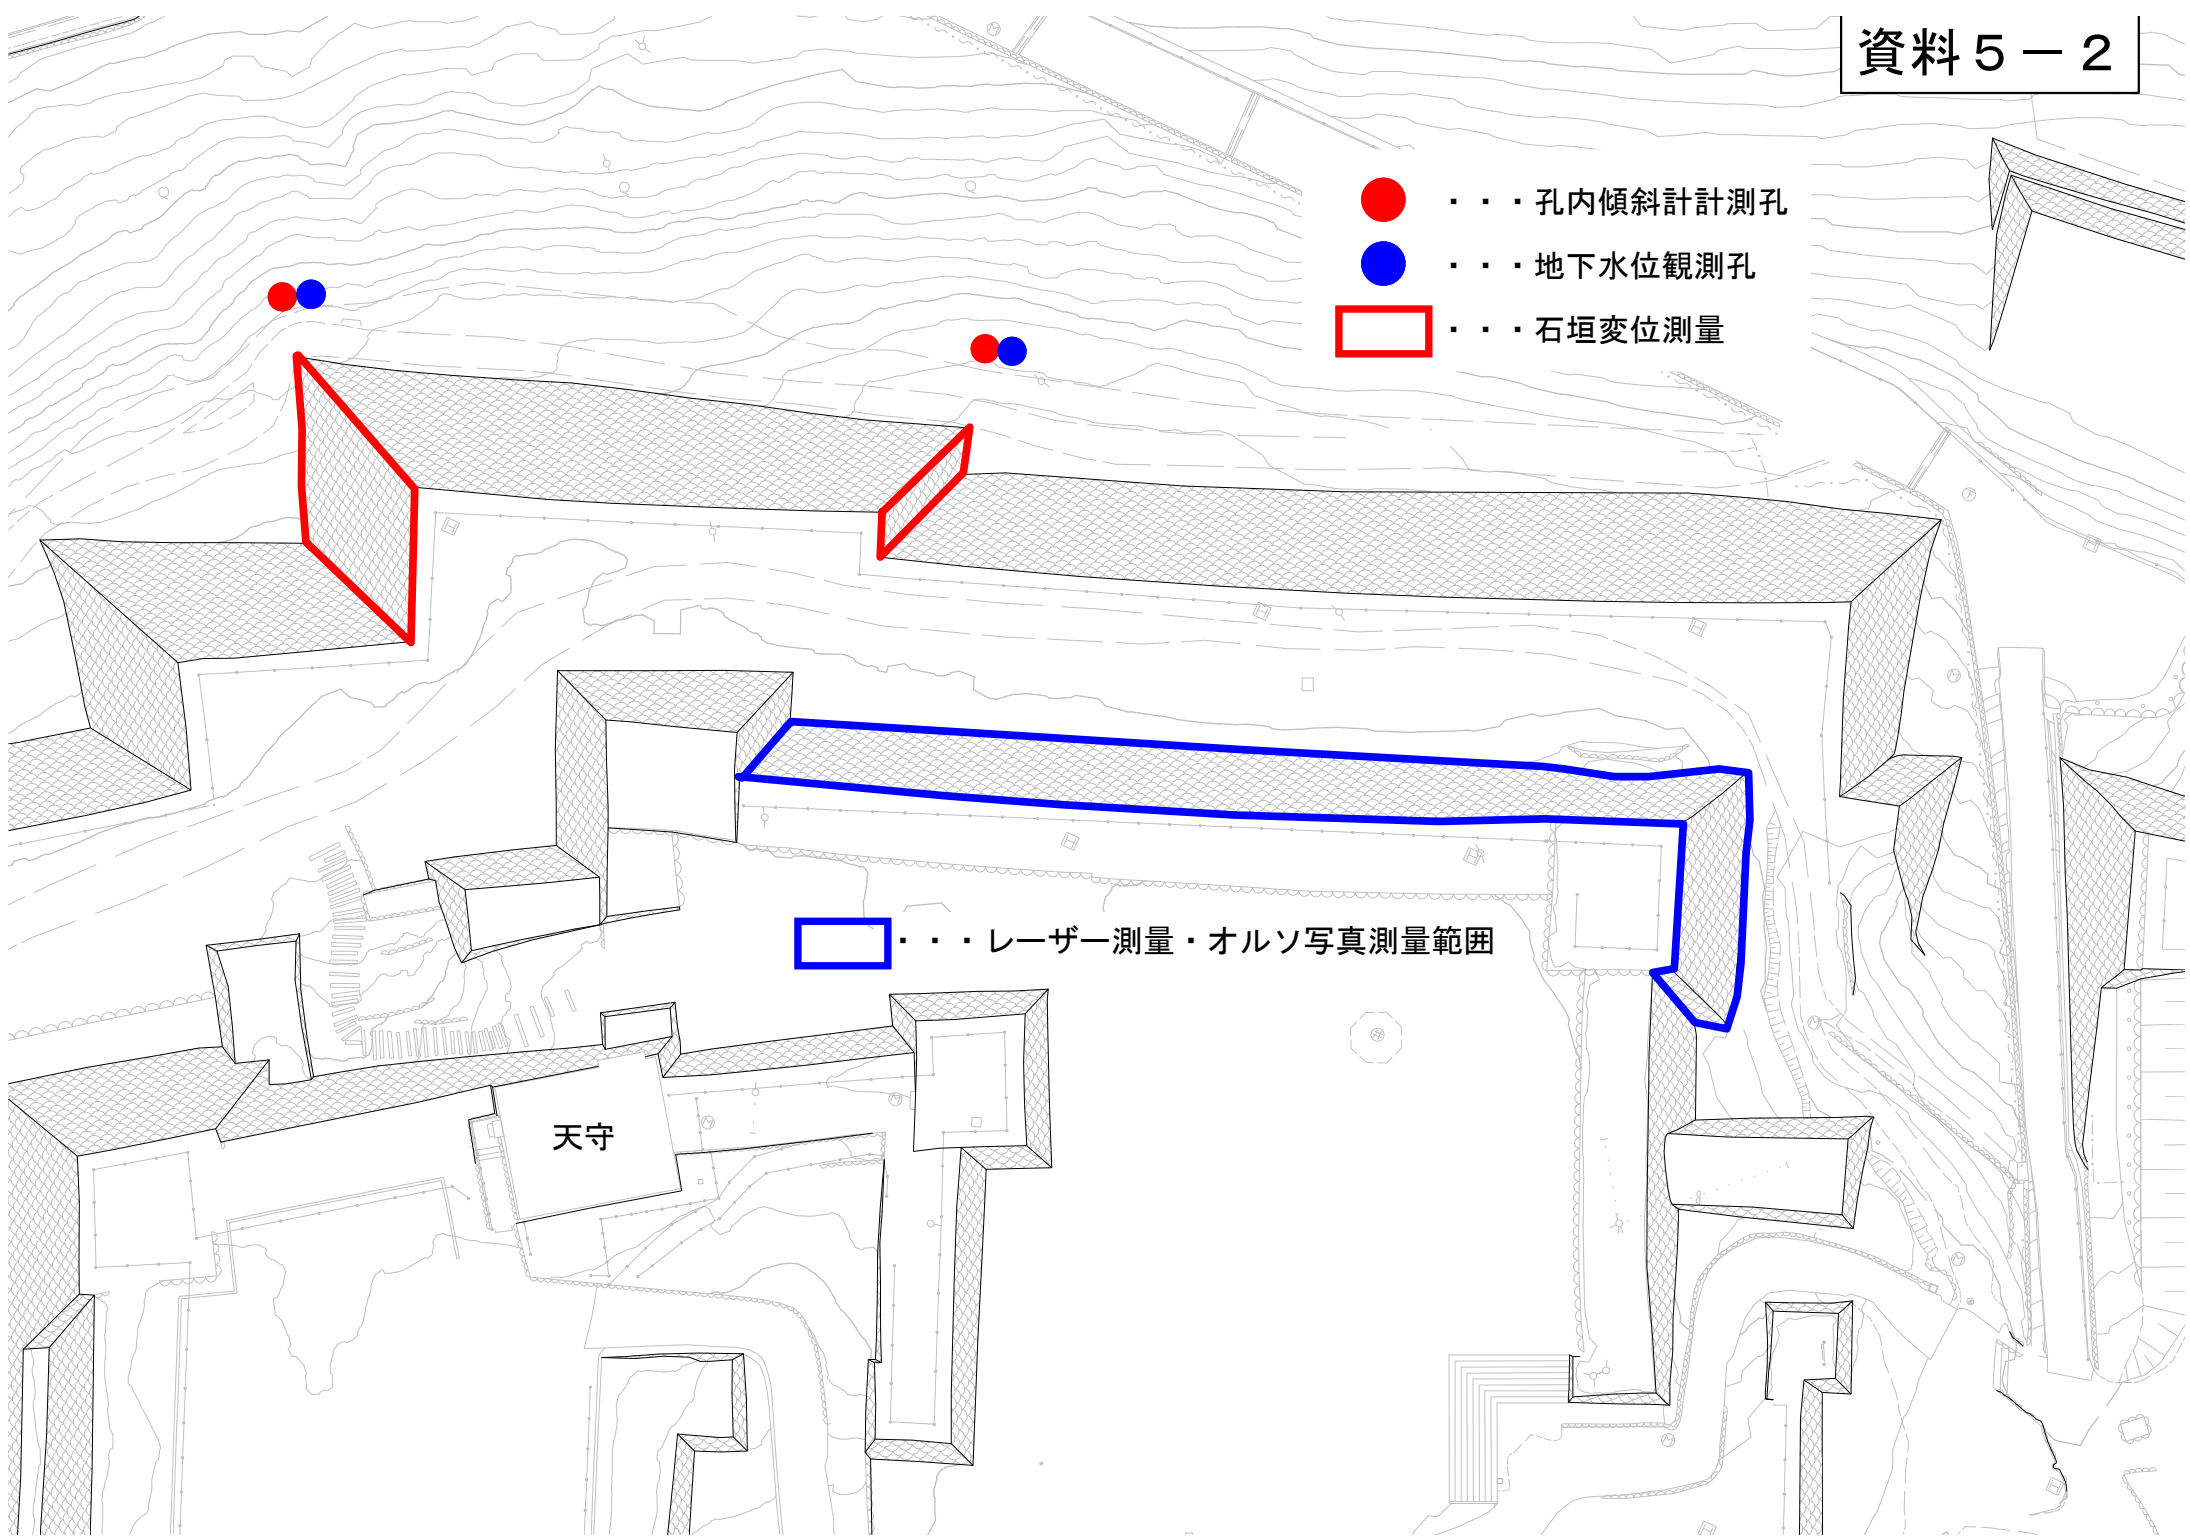 資料５－２
・・・孔内傾斜計計測孔
・・・地下水位観測孔
・・・石垣変位測量
・・・レーザー測量・オルソ写真測量範囲
天守